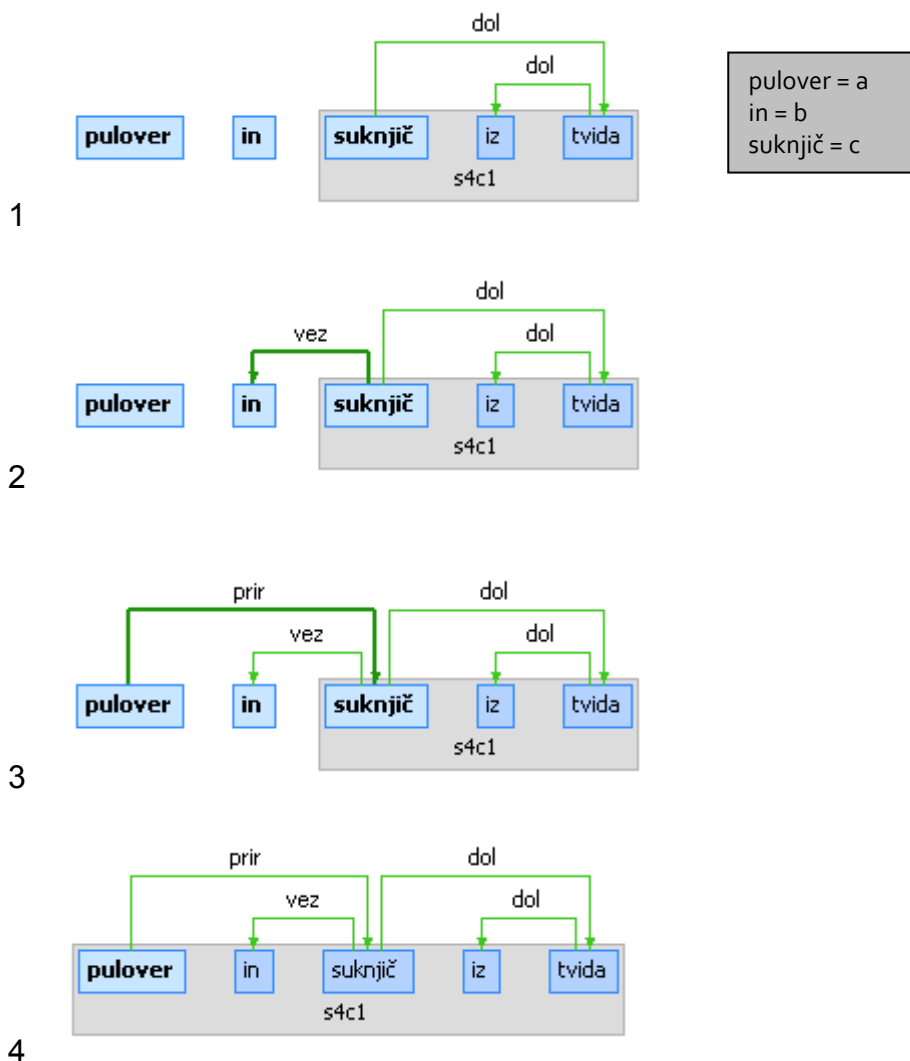 dol
dol
pulover in suknjič iz tvida
s4c1
1
pulover = a
in = b
suknjič = c
dol
vez dol
pulover in suknjič iz tvida
s4c1
2
prir dol
vez dol
pulover in suknjič iz tvida
s4c1
3
prir dol
vez dol
pulover in suknjič iz tvida
s4c1
4